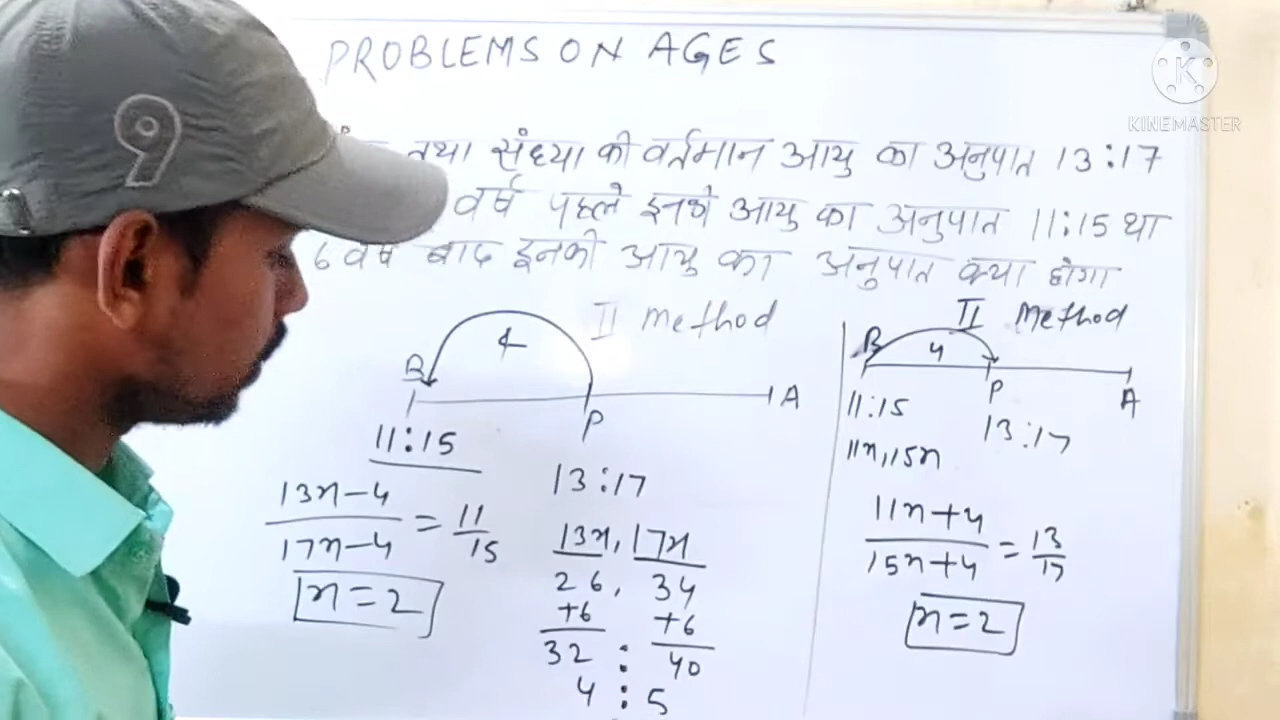 PROBLEMS ON AGES
तथा संध्या की वर्तमान आयु का अनुपात 13:17
वर्ष पहले इनके आयु का अनुपात 11:15 था
6 वर्ष बाद इनकी आयु का अनुपात क्या होगा
II Method
4
B
P
A
11:15
13x-4
17x-4
= 11
15
x=2
13:17
13x, 17x
26, 34
+6 +6
32 : 40
4 : 5
II Method
B
4
P
A
11:15
13:17
11x, 15x
11x+4
15x+4
= 13
17
x=2
9
K
KINEMASTER